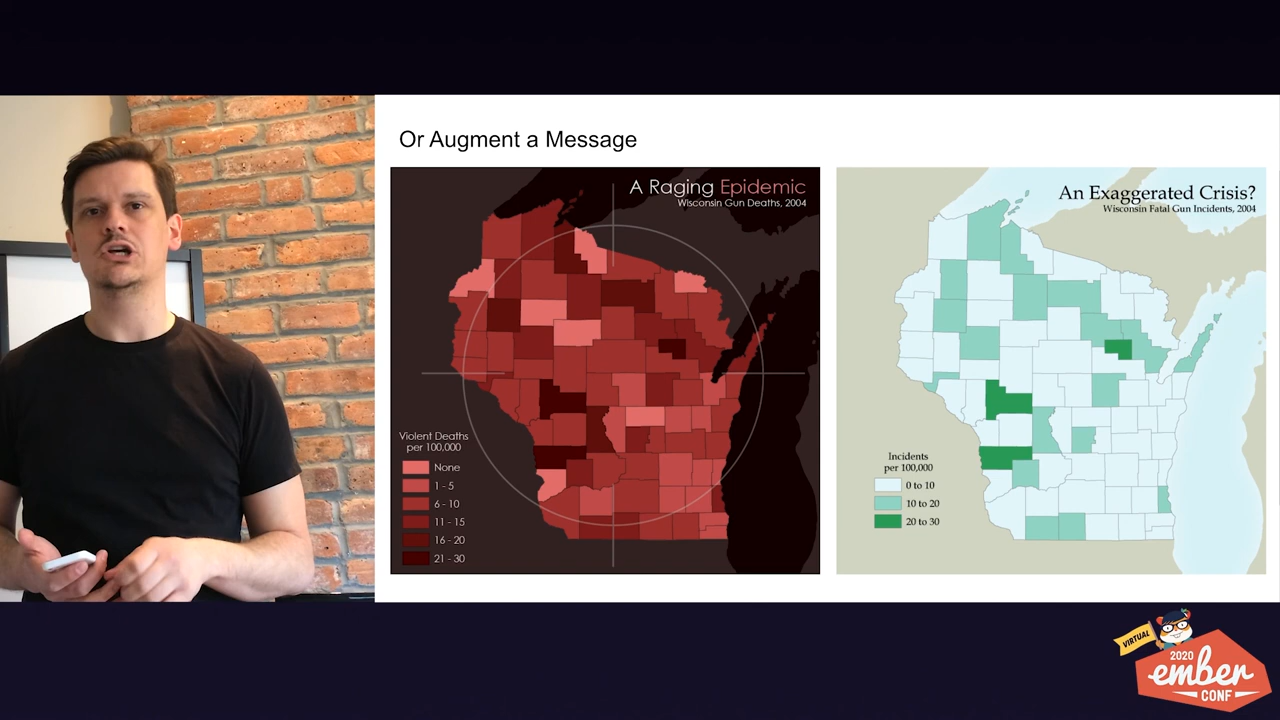 Or Augment a Message
A Raging Epidemic
Wisconsin Gun Deaths, 2004
Violent Deaths
per 100,000
None
1 - 5
6 - 10
11 - 15
16 - 20
21 - 30
An Exaggerated Crisis?
Wisconsin Fatal Gun Incidents, 2004
Incidents
per 100,000
0 to 10
10 to 20
20 to 30
VIRTUAL
2020
ember
CONF